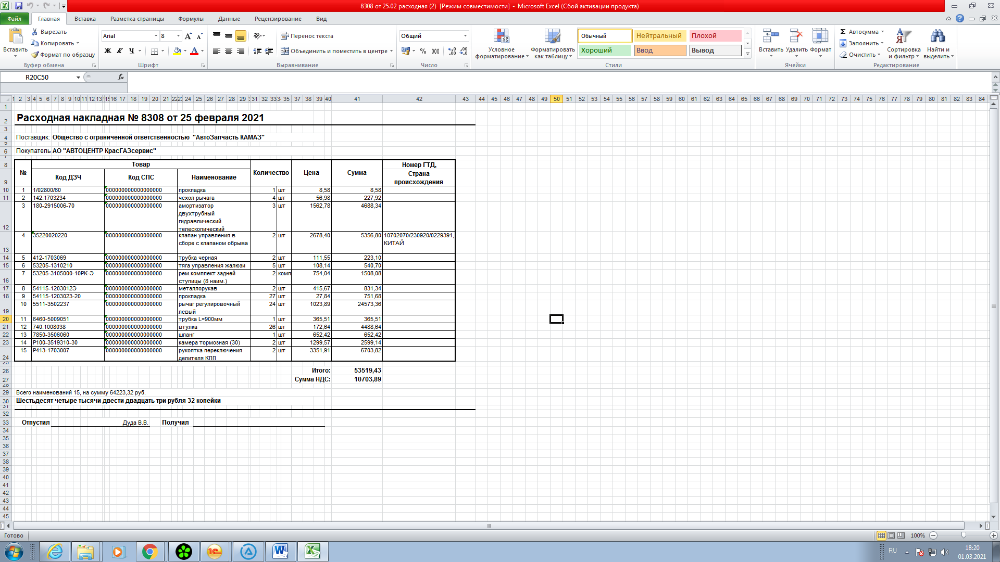 8308 от 25.02 расходная (2) [Режим совместимости] - Microsoft Excel (Сбой активации продукта)
Файл Главная Вставка Разметка страницы Формулы Данные Рецензирование Вид
Вставить
Вырезать
Копировать
Формат по образцу
Буфер обмена
Arial 8
Ж К Ч
Шрифт
Перенос текста
Объединить и поместить в центре
Выравнивание
Общий
% 000
Число
Условное форматирование
Форматировать как таблицу
Обычный Нейтральный Плохой
Хороший Ввод Вывод
Стили
Вставить Удалить Формат
Ячейки
Σ Автосумма
Заполнить
Очистить
Сортировка и фильтр
Найти и выделить
Редактирование
R20C50 fx
Расходная накладная № 8308 от 25 февраля 2021
Поставщик: Общество с ограниченной ответственностью "АвтоЗапчасть КАМАЗ"
Покупатель АО "АВТОЦЕНТР КрасГАЗсервис"
№ Товар Количество Цена Сумма Номер ГТД, Страна происхождения
Код ДЗЧ Код СПС Наименование
1 1/02800/60 000000000000000000 прокладка 1 шт 8,58 8,58
2 142.1703234 000000000000000000 чехол рычага 4 шт 56,98 227,92
3 180-2915006-70 000000000000000000 амортизатор 3 шт 1562,78 4688,34
двухтрубный
гидравлический
телескопический
4 35220020220 000000000000000000 клапан управления в 2 шт 2678,40 5356,80 10702070/230920/0229391,
сборе с клапаном обрыва КИТАЙ
5 412-1703069 000000000000000000 трубка черная 2 шт 111,55 223,10
6 53205-1310210 000000000000000000 тяга управления жалюзи 5 шт 108,14 540,70
7 53205-3105000-10РК-Э 000000000000000000 рем.комплект задней 2 комп 754,04 1508,08
ступицы (8 наим.)
8 54115-1203012Э 000000000000000000 металлорукав 2 шт 415,67 831,34
9 54115-1203023-20 000000000000000000 прокладка 27 шт 27,84 751,68
10 5511-3502237 000000000000000000 рычаг регулировочный 24 шт 1023,89 24573,36
левый
11 6460-5009051 000000000000000000 трубка L=900мм 1 шт 365,51 365,51
12 740.1008038 000000000000000000 втулка 26 шт 172,64 4488,64
13 7850-3506060 000000000000000000 шланг 1 шт 652,42 652,42
14 Р100-3519310-30 000000000000000000 камера тормозная (30) 2 шт 1299,57 2599,14
15 Р413-1703007 000000000000000000 рукоятка переключения 2 шт 3351,91 6703,82
делителя КПП
Итого: 53519,43
Сумма НДС: 10703,89
Всего наименований 15, на сумму 64223,32 руб.
Шестьдесят четыре тысячи двести двадцать три рубля 32 копейки
Отпустил Дуда В.В. Получил
Готово 100%
RU 18:20
01.03.2021